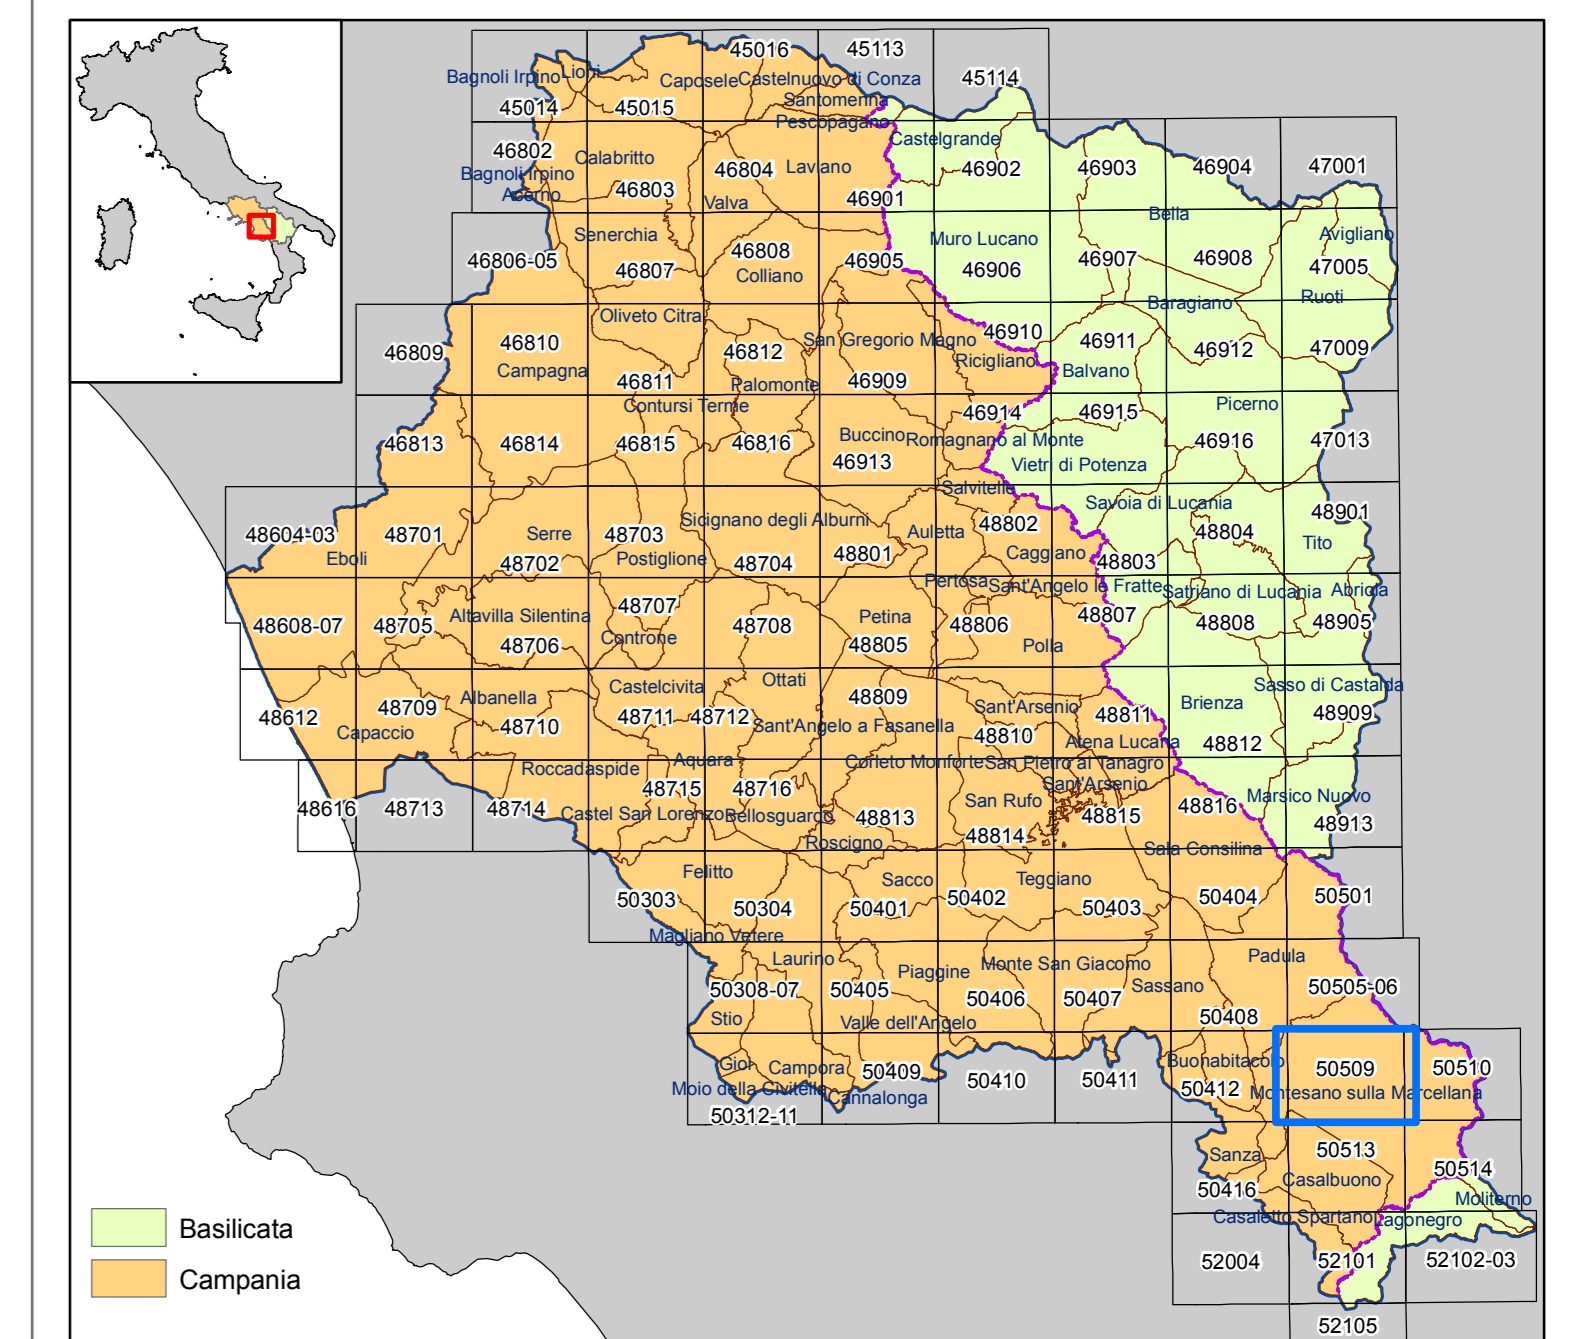 45016
45113
Bagnoli Irpino
Lioni
Caposele
Castelnuovo di Conza
45114
45014
45015
Santomenna
Pescopagano
Castelgrande
46802
Calabritto
46804
Laviano
46902
46903
46904
47001
Bagnoli Irpino
Acerno
46803
Valva
46901
Bella
Senerchia
Muro Lucano
Avigliano
46806-05
46807
46808
46905
46906
46907
46908
47005
Colliano
Baragiano
Ruoti
Oliveto Citra
46809
46810
46812
San Gregorio Magno
46910
46911
46912
47009
Campagna
46811
Palomonte
46909
Ricigliano
Balvano
Contursi Terme
46914
46915
Picerno
46813
46814
46815
46816
Buccino
Romagnano al Monte
46916
47013
46913
Vietri di Potenza
Salvitelle
Savoia di Lucania
48604-03
48701
Serre
48703
Sicignano degli Alburni
Auletta
48802
48804
48901
Eboli
48702
Postiglione
48704
48801
Caggiano
48803
Tito
Pertosa
Sant'Angelo le Fratte
Satriano di Lucania
Abriola
48608-07
48705
Altavilla Silentina
48707
48708
Petina
48806
48807
48808
48905
48706
Controne
48805
Polla
Castelcivita
Ottati
Sasso di Castalda
48612
48709
Albanella
48711
48712
48809
Sant'Arsenio
48811
Brienza
48909
Capaccio
48710
Sant'Angelo a Fasanella
48810
Atena Lucana
48812
Roccadaspide
Aquara
Corleto Monforte
San Pietro al Tanagro
48616
48713
48714
48715
48716
Sant'Arsenio
San Rufo
48816
Marsico Nuovo
Castel San Lorenzo
Bellosguardo
48813
48814
48815
48913
Roscigno
Sala Consilina
Felitto
Sacco
Teggiano
50303
50304
50401
50402
50403
50404
50501
Magliano Vetere
Laurino
Piaggine
Monte San Giacomo
Padula
50308-07
50405
50406
50407
Sassano
50505-06
Stio
Valle dell'Angelo
50408
Gioi
Campora
50409
50410
50411
Buonabitacolo
50509
50510
Moio della Civitella
Cannalonga
50412
Montesano sulla Marcellana
50312-11
Sanza
50513
50514
50416
Casalbuono
Moliterno
Casaletto Spartano
Lagonegro
52004
52101
52102-03
52105
Basilicata
Campania